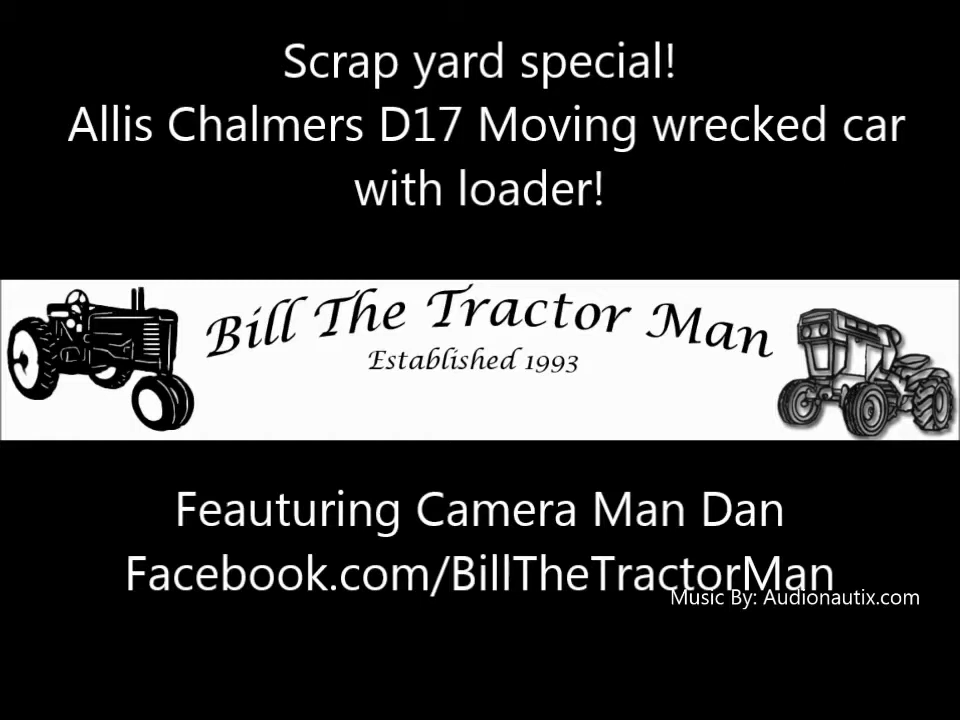 Scrap yard special!
Allis Chalmers D17 Moving wrecked car
with loader!
Bill The Tractor Man
Established 1993
Feauturing Camera Man Dan
Facebook.com/BillTheTractorMan
Music By: Audionautix.com